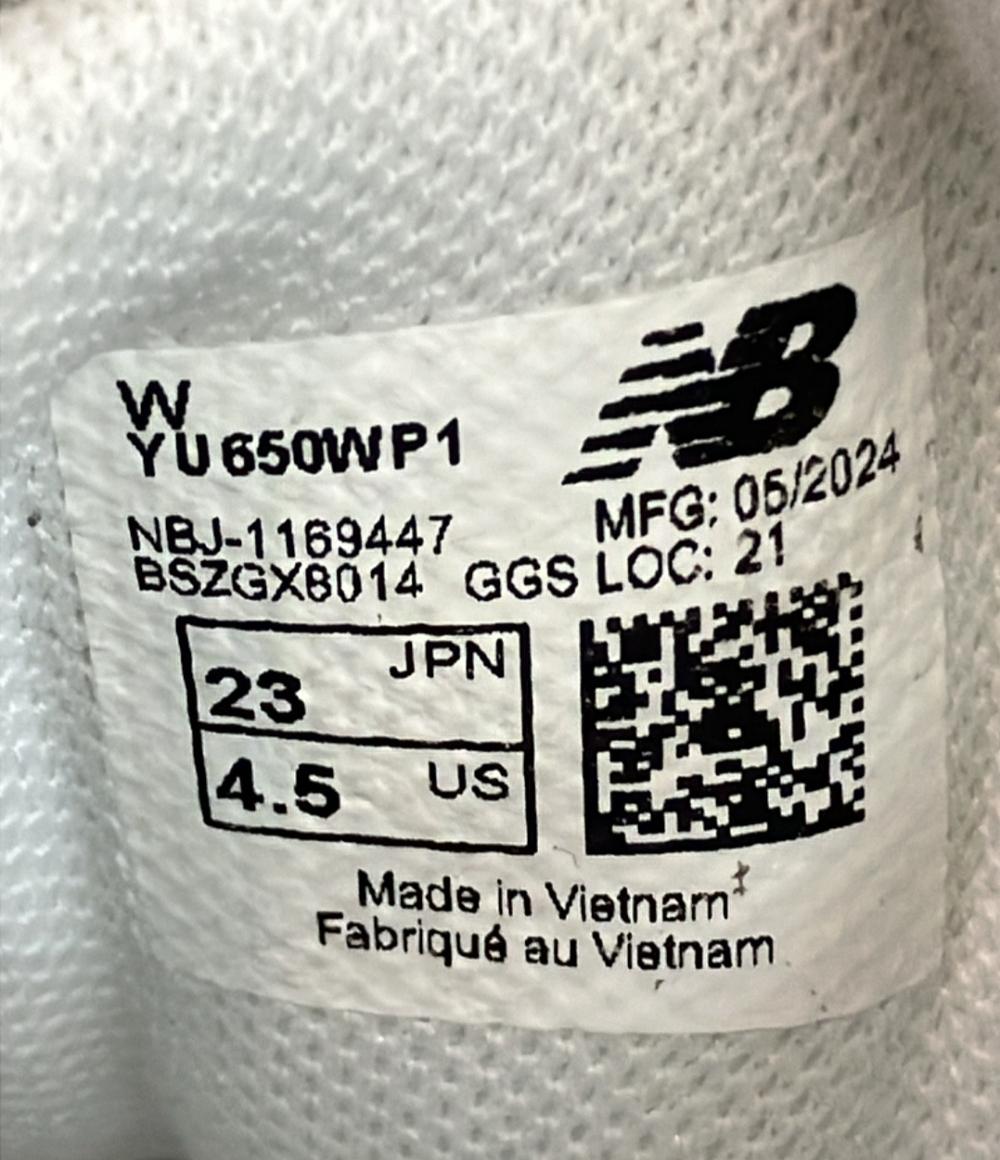 NB
W
YU650WP1
MFG: 05/2024
NBJ-1169447
BSZGX8014 GGS LOC: 21
23 JPN
4.5 US
Made in Vietnam‡
Fabriqué au Vietnam